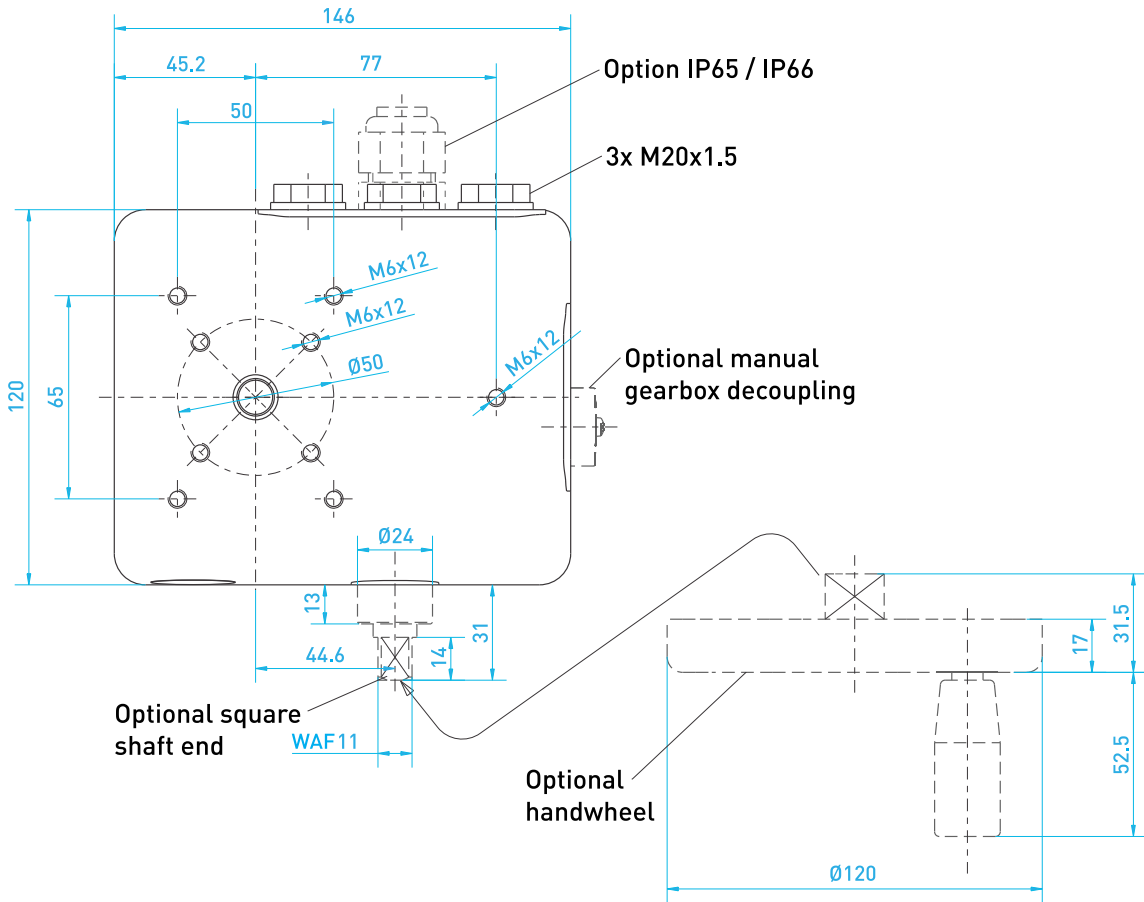 146
45.2
77
Option IP65 / IP66
50
3x M20x1.5
M6x12
M6x12
M6x12
Ø50
Optional manual
gearbox decoupling
120
65
Ø24
13
31
14
44.6
Optional square
shaft end
WAF11
31.5
17
52.5
Optional
handwheel
Ø120